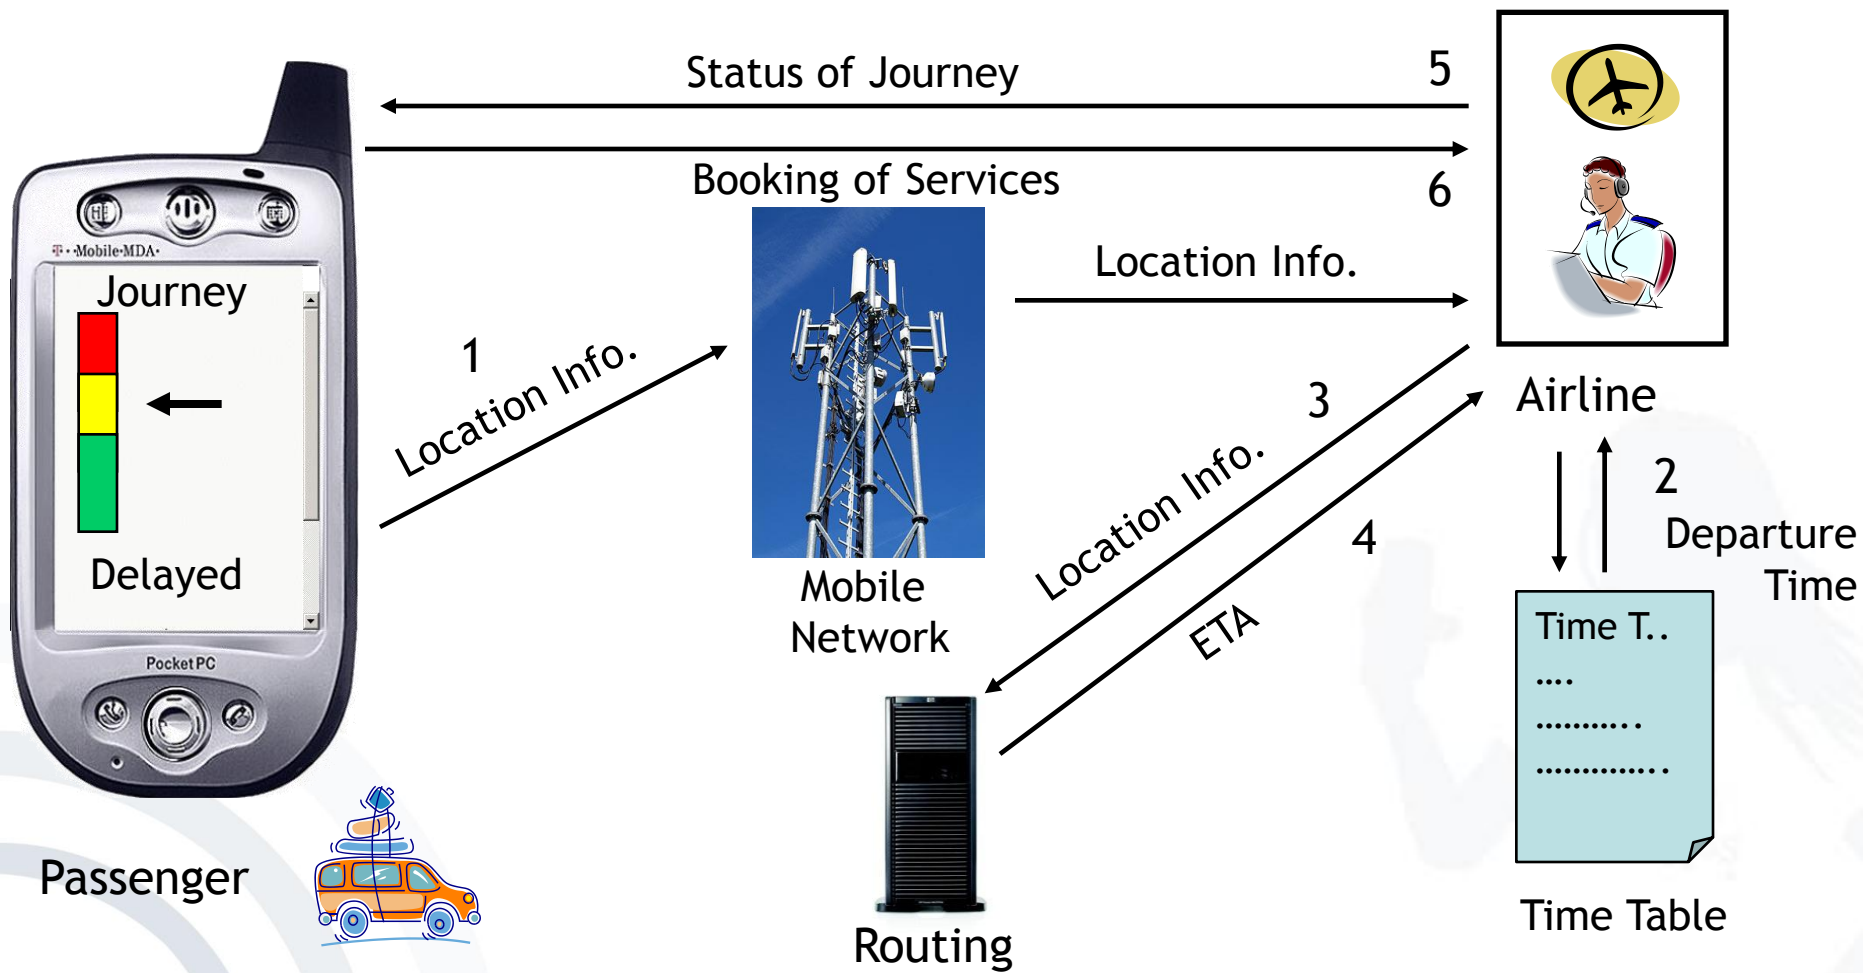 Status of Journey
5
Booking of Services
6
T··Mobile·MDA·
Journey
Delayed
Pocket PC
1
Location Info.
Location Info.
Mobile
Network
3
Location Info.
4
ETA
Airline
2
Departure
Time
Time T..
....
...........
..............
Time Table
Passenger
Routing